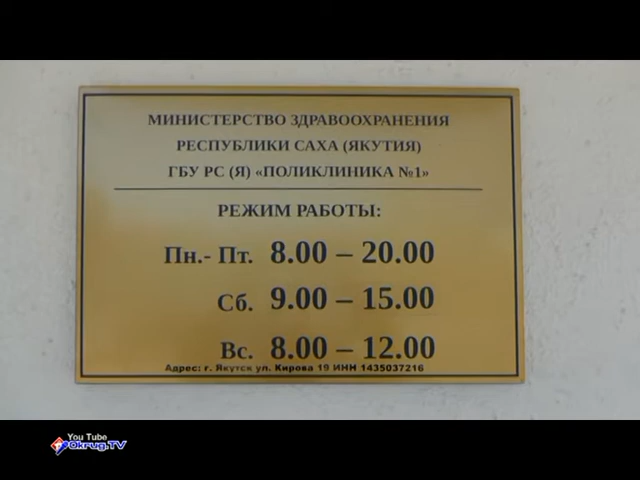 МИНИСТЕРСТВО ЗДРАВООХРАНЕНИЯ
РЕСПУБЛИКИ САХА (ЯКУТИЯ)
ГБУ РС (Я) «ПОЛИКЛИНИКА №1»
РЕЖИМ РАБОТЫ:
Пн.- Пт. 8.00 – 20.00
Сб. 9.00 – 15.00
Вс. 8.00 – 12.00
Адрес: г. Якутск ул. Кирова 19 ИНН 1435037216
You Tube
Okrug.TV